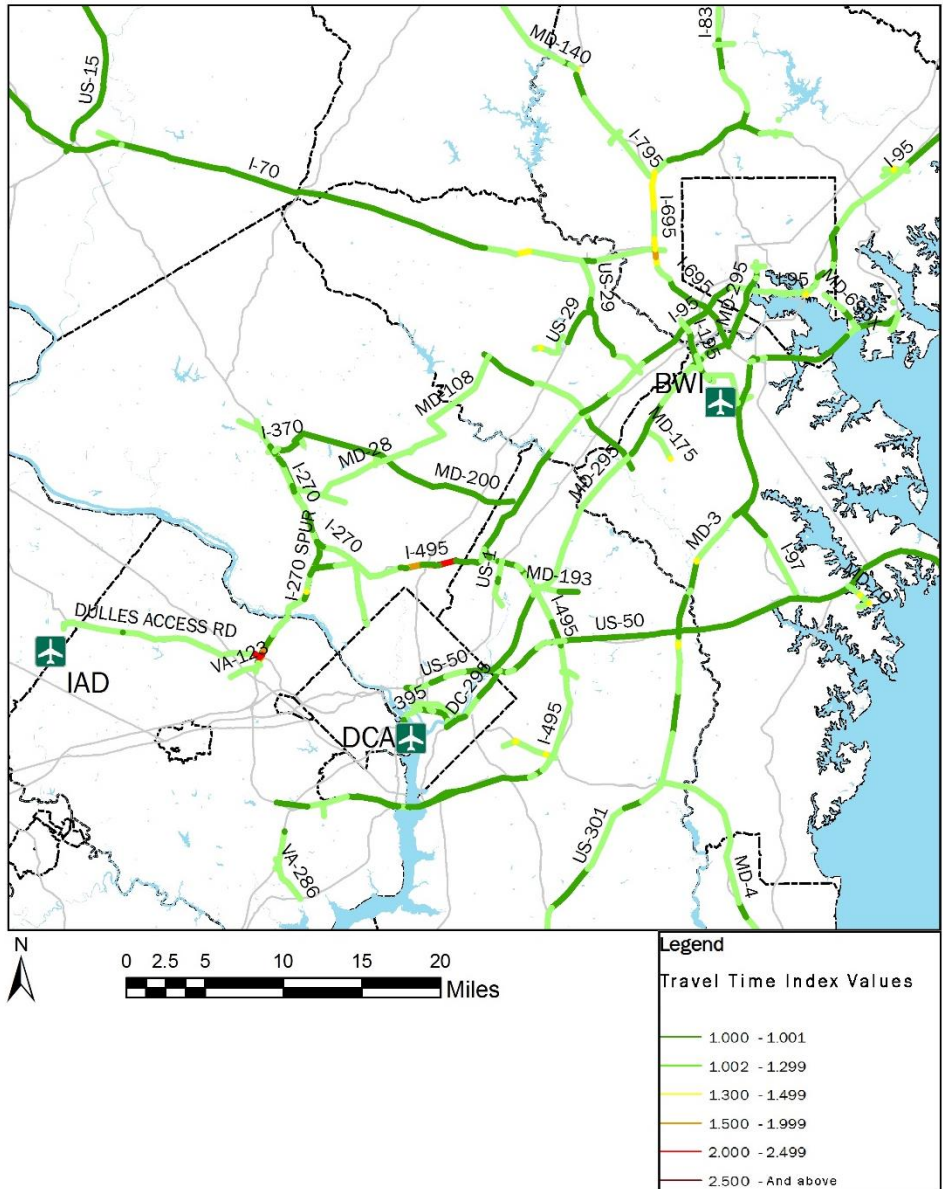 I-83
MD-140
US-15
I-795
I-95
I-70
I-695
US-29
I-695
MD-295
I-95
MD-695
I-95
US-29
I-195
BWI
MD-108
MD-175
I-370
MD-28
MD-295
MD-200
I-270
MD-3
I-270
I-495
US-1
I-270 SPUR
MD-193
I-97
I-495
DULLES ACCESS RD
US-50
VA-123
US-50
IAD
395
DC-295
DCA
I-495
US-301
VA-286
MD-4
N
0 2.5 5 10 15 20
Miles
Legend
Travel Time Index Values
1.000 - 1.001
1.002 - 1.299
1.300 - 1.499
1.500 - 1.999
2.000 - 2.499
2.500 - And above